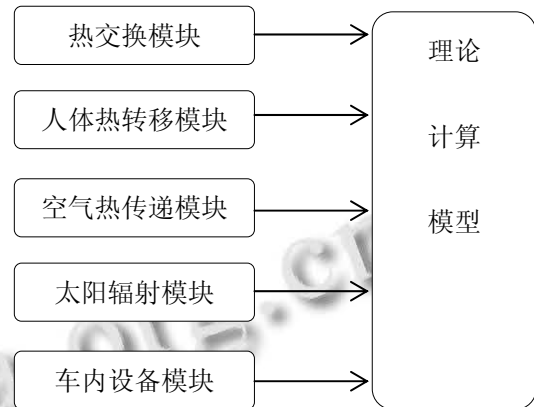 热交换模块
人体热转移模块
空气热传递模块
太阳辐射模块
车内设备模块
理论
计算
模型